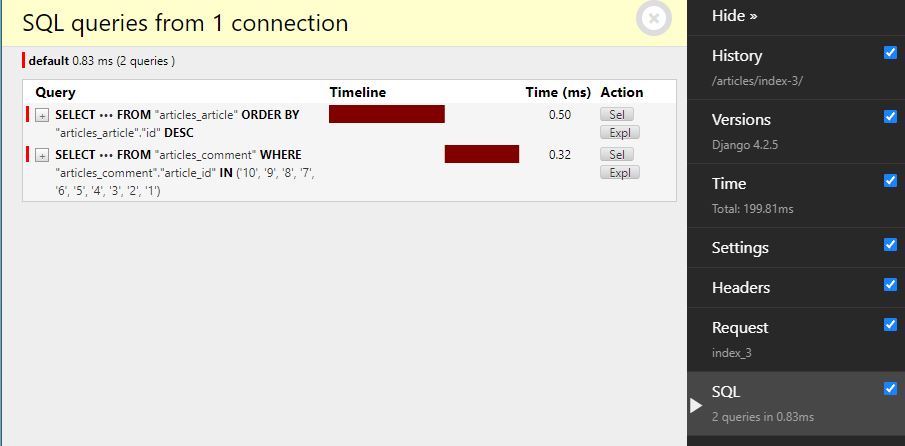 SQL queries from 1 connection
default 0.83 ms (2 queries )
Query Timeline Time (ms) Action
+ SELECT ••• FROM "articles_article" ORDER BY 0.50 Sel
"articles_article"."id" DESC Expl
+ SELECT ••• FROM "articles_comment" WHERE 0.32 Sel
"articles_comment"."article_id" IN ('10', '9', '8', '7', Expl
'6', '5', '4', '3', '2', '1')
Hide »
History
/articles/index-3/
Versions
Django 4.2.5
Time
Total: 199.81ms
Settings
Headers
Request
index_3
SQL
2 queries in 0.83ms